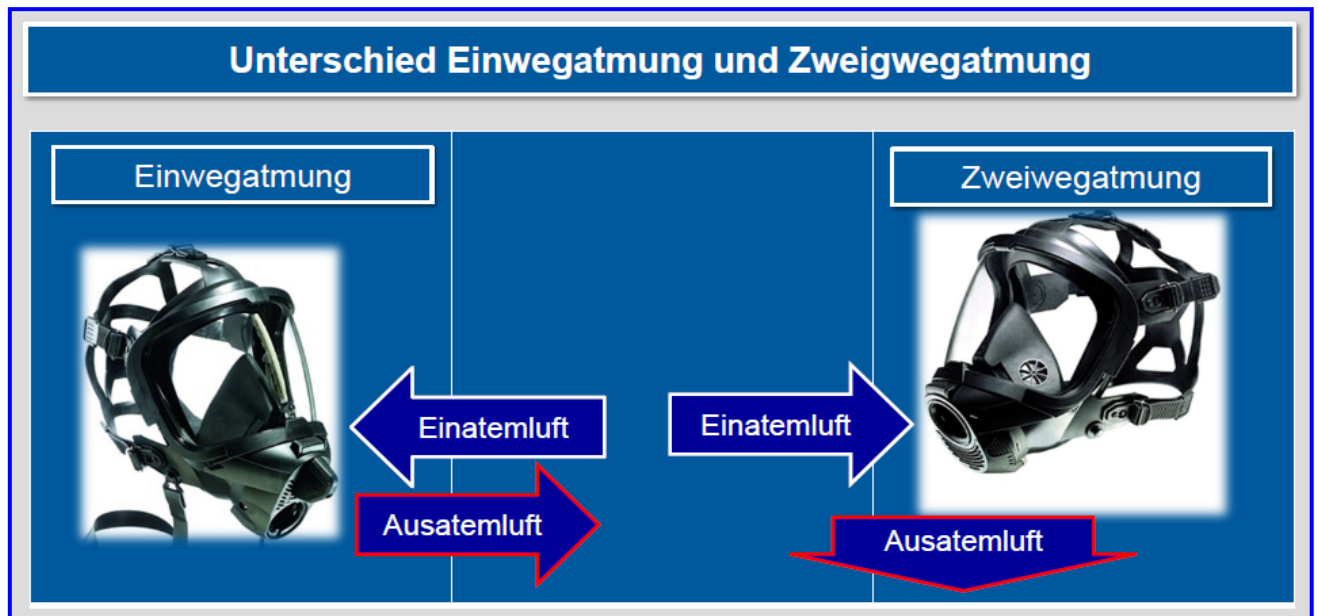 Unterschied Einwegatmung und Zweigwegatmung
Einwegatmung
Zweiwegatmung
Einatemluft
Einatemluft
Ausatemluft
Ausatemluft